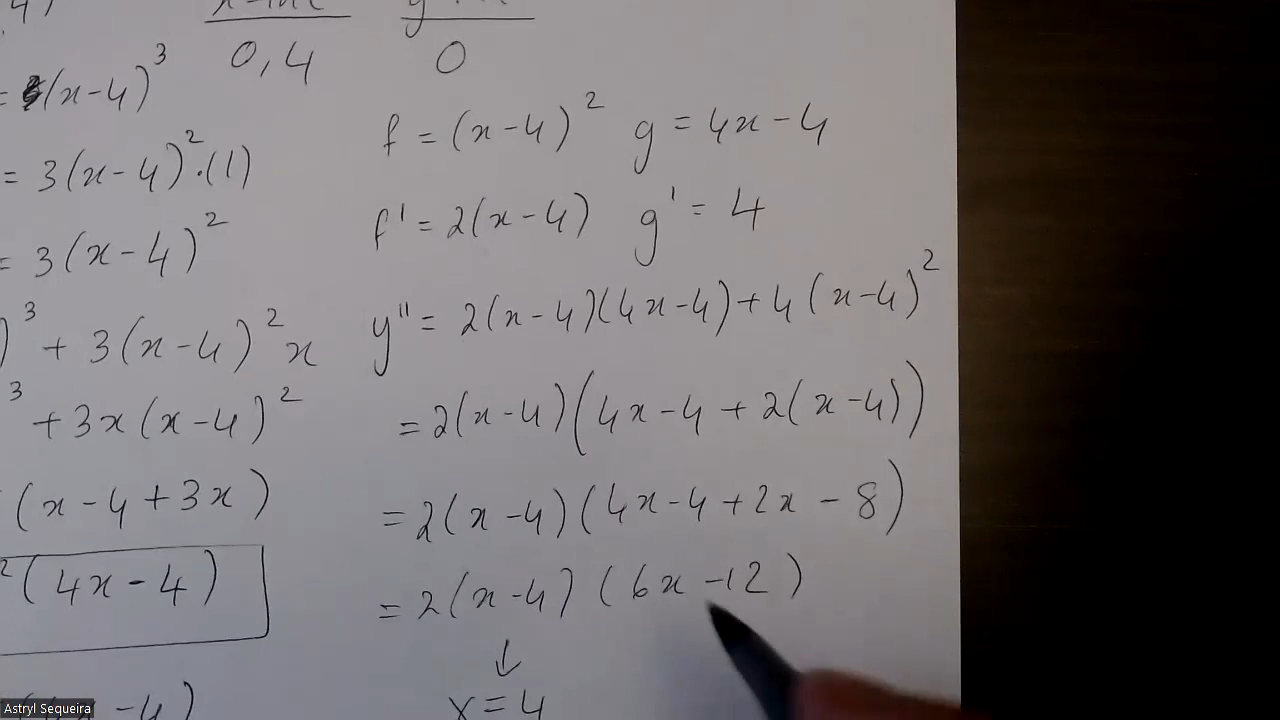 0,4 0
= (x-4)³
= 3(x-4)²·(1)
= 3(x-4)²
)³ + 3(x-4)²x
³ + 3x(x-4)²
(x-4+3x)
²(4x-4)
-4)
f = (x-4)² g = 4x-4
f' = 2(x-4) g' = 4
y'' = 2(x-4)(4x-4)+4(x-4)²
= 2(x-4)(4x-4+2(x-4))
= 2(x-4)(4x-4+2x-8)
= 2(x-4)(6x-12)
↓
x=4
Astryl Sequeira